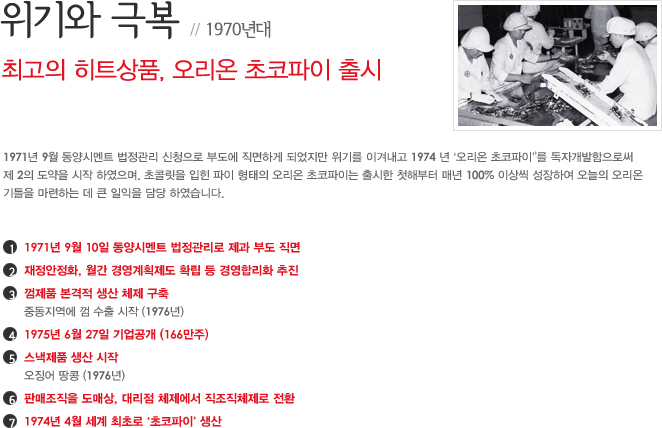 위기와 극복 // 1970년대
최고의 히트상품, 오리온 초코파이 출시
1971년 9월 동양시멘트 법정관리 신청으로 부도에 직면하게 되었지만 위기를 이겨내고 1974 년 ‘오리온 초코파이’를 독자개발함으로써
제 2의 도약을 시작 하였으며. 초콜릿을 입힌 파이 형태의 오리온 초코파이는 출시한 첫해부터 매년 100% 이상씩 성장하여 오늘의 오리온
기틀을 마련하는 데 큰 일익을 담당 하였습니다.
1 1971년 9월 10일 동양시멘트 법정관리로 제과 부도 직면
2 재정안정화, 월간 경영계획제도 확립 등 경영합리화 추진
3 껌제품 본격적 생산 체제 구축
중동지역에 껌 수출 시작 (1976년)
4 1975년 6월 27일 기업공개 (166만주)
5 스낵제품 생산 시작
오징어 땅콩 (1976년)
6 판매조직을 도매상, 대리점 체제에서 직조직체제로 전환
7 1974년 4월 세계 최초로 ‘초코파이’ 생산